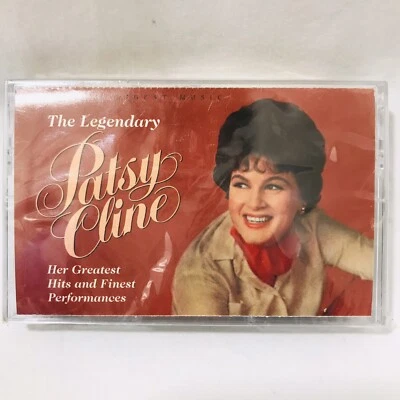 The Legendary
Patsy
Cline
Her Greatest
Hits and Finest
Performances